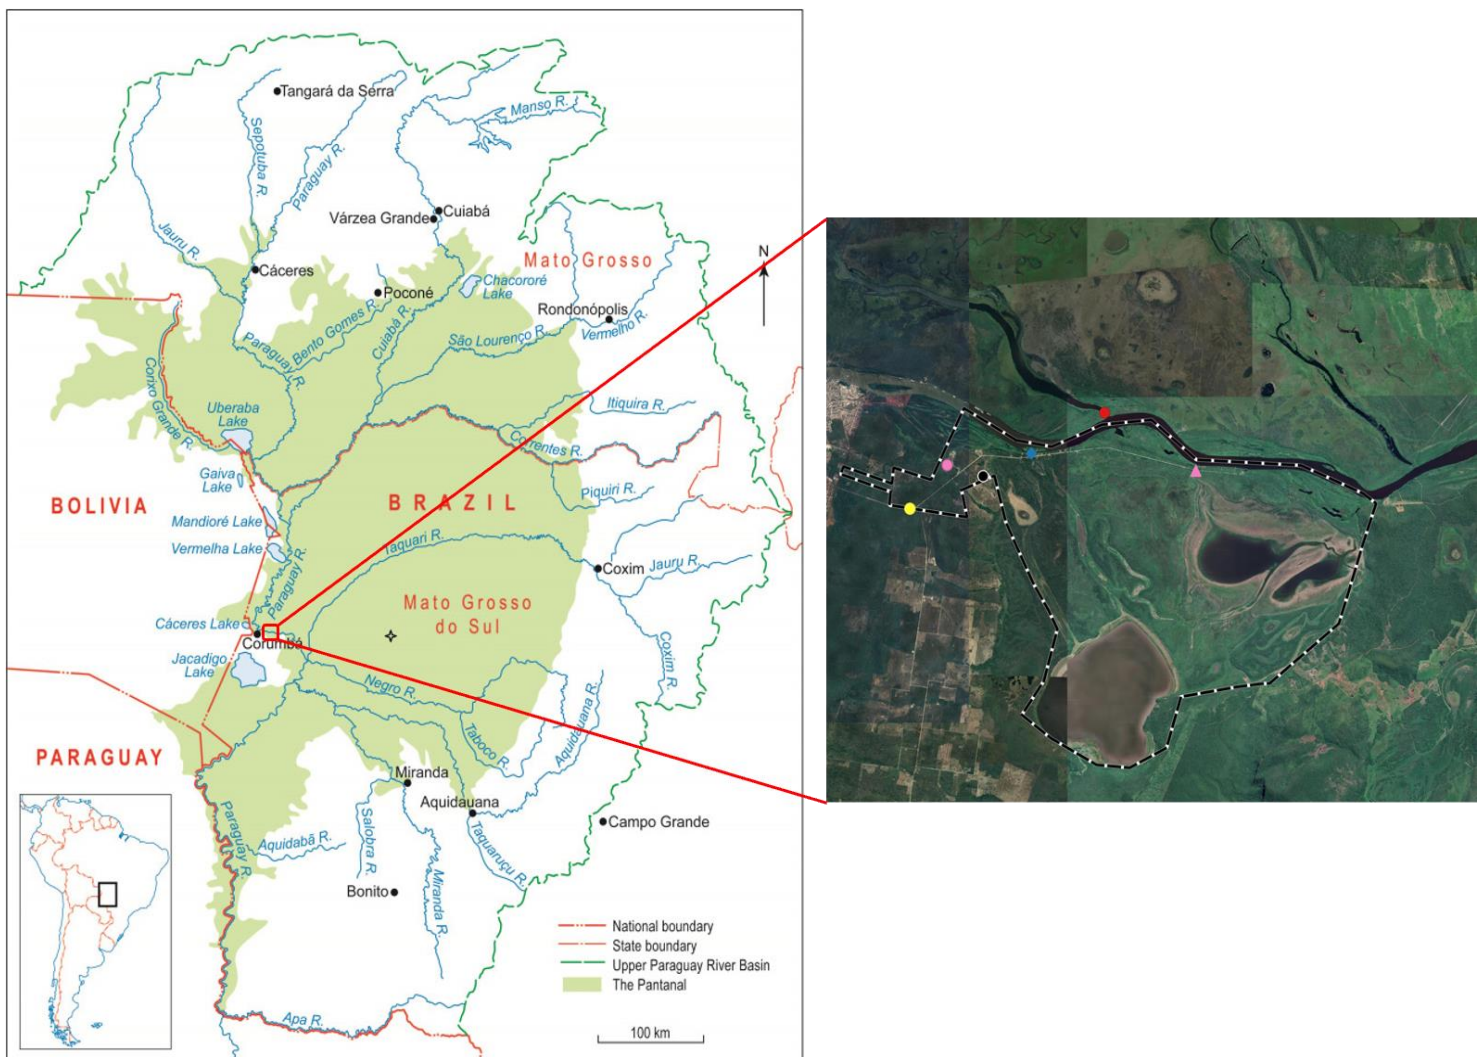 Tangará da Serra
Manso R.
Sepotuba R.
Paraguay R.
Cuiabá
Várzea Grande
Jauru R.
Mato Grosso
N
Cáceres
Chacororé
Lake
Poconé
Bento Gomes R.
Cuiabá R.
Rondonópolis
Vermelho R.
São Lourenço R.
Paraguay R.
Corixo Grande R.
Uberaba
Lake
Itiquira R.
Correntes R.
Gaiva
Lake
BOLIVIA
BRAZIL
Piquiri R.
Mandioré Lake
Vermelha Lake
Taquari R.
Paraguay R.
Coxim
Jauru R.
Mato Grosso
do Sul
Cáceres Lake
Corumbá
Jacadigo
Lake
Coxim R.
Negro R.
Taboco R.
Aquidauana R.
PARAGUAY
Miranda
Aquidauana
Campo Grande
Paraguay R.
Aquidabã R.
Salobra R.
Taquaruçu R.
Miranda R.
Bonito
National boundary
State boundary
Upper Paraguay River Basin
The Pantanal
Apa R.
100 km